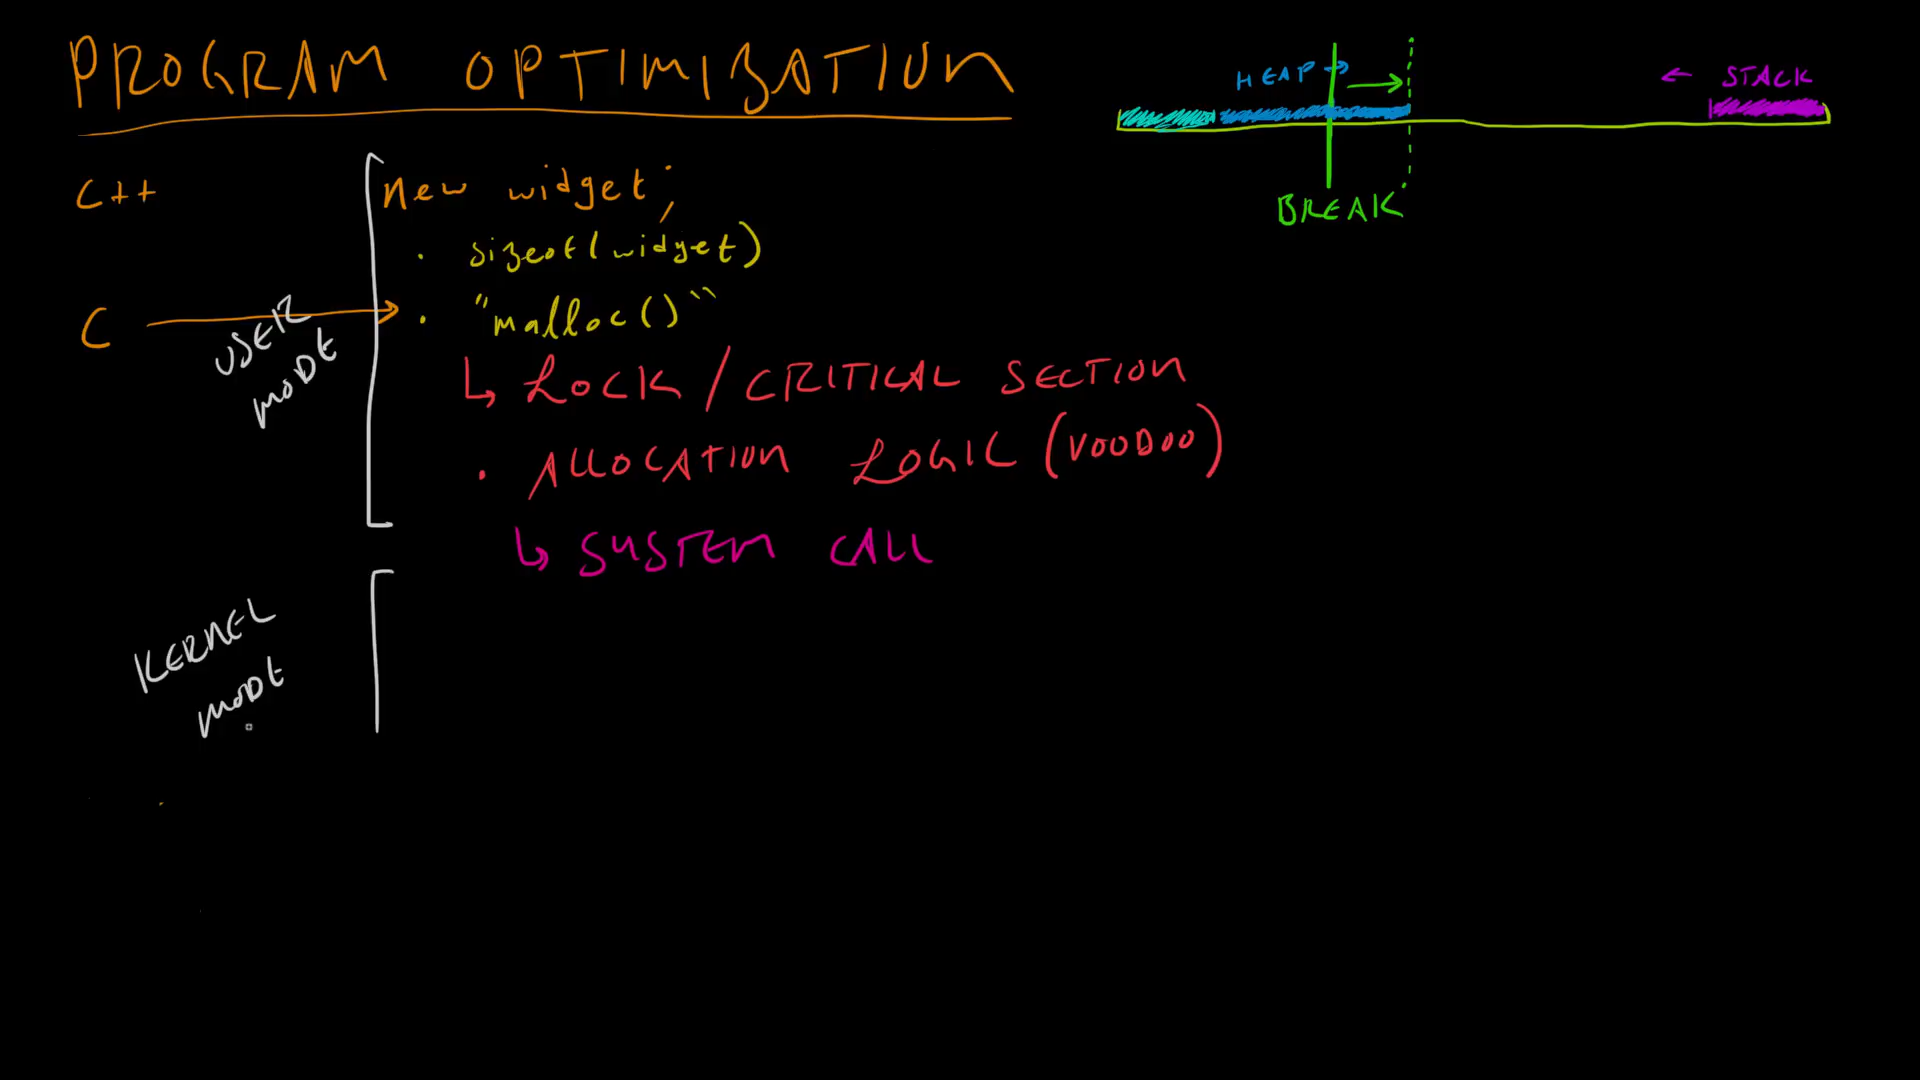 PROGRAM OPTIMIZATION
HEAP →
← STACK
BREAK
C++
new widget;
• sizeof(widget)
C → • "malloc()"
USER
MODE
↳ LOCK / CRITICAL SECTION
• ALLOCATION LOGIC (VOODOO)
↳ SYSTEM CALL
KERNEL
MODE